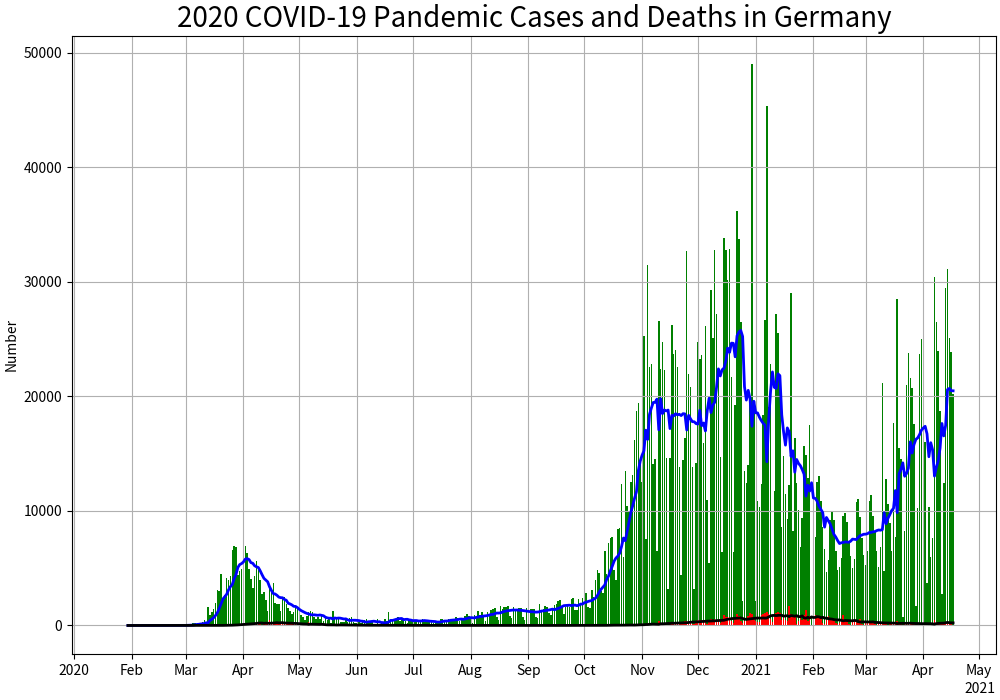 2020 COVID-19 Pandemic Cases and Deaths in Germany
50000
40000
30000
20000
10000
0
Number
2020 Feb Mar Apr May Jun Jul Aug Sep Oct Nov Dec 2021 Feb Mar Apr May
2021